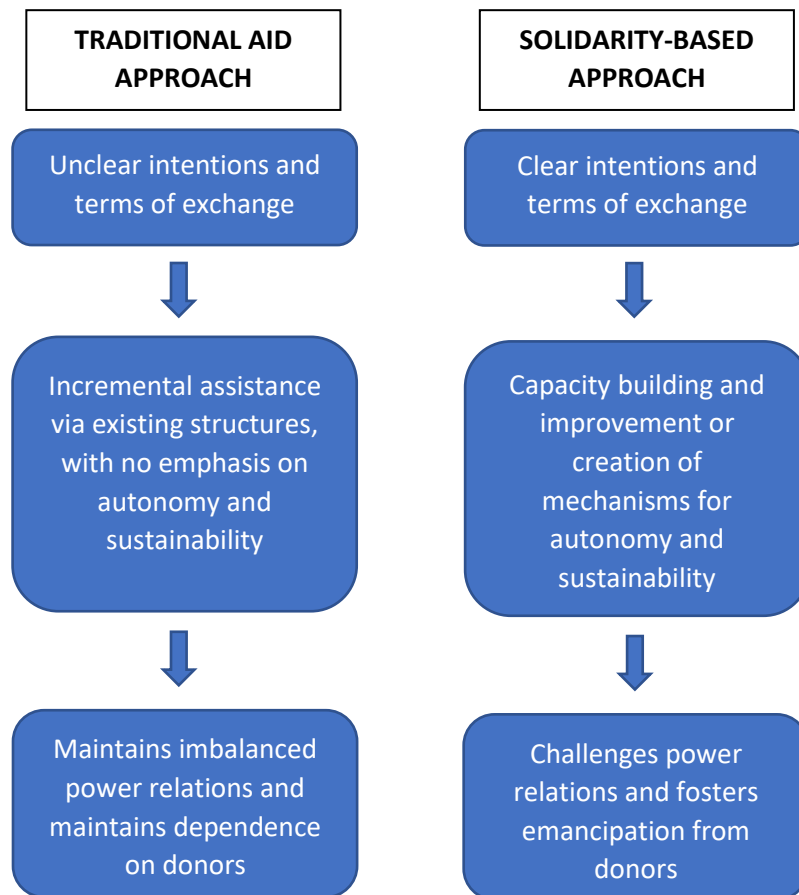 TRADITIONAL AID
APPROACH
Unclear intentions and
terms of exchange
Incremental assistance
via existing structures,
with no emphasis on
autonomy and
sustainability
Maintains imbalanced
power relations and
maintains dependence
on donors
SOLIDARITY-BASED
APPROACH
Clear intentions and
terms of exchange
Capacity building and
improvement or
creation of
mechanisms for
autonomy and
sustainability
Challenges power
relations and fosters
emancipation from
donors